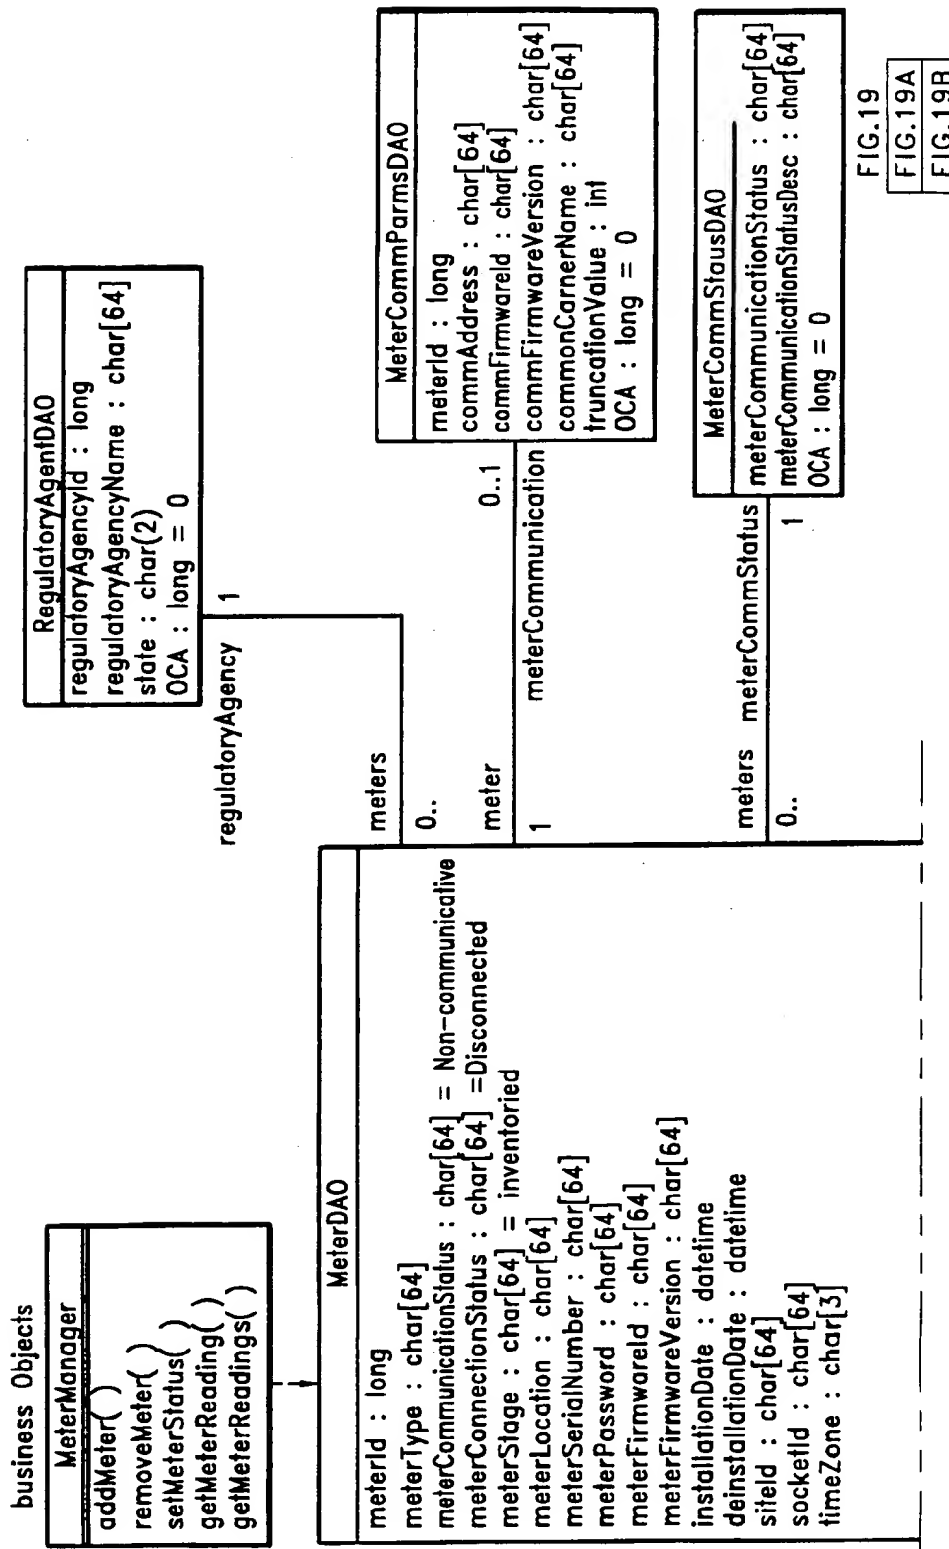 business Objects
MeterManager
addMeter( )
removeMeter( )
setMeterStatus( )
getMeterReading( )
getMeterReadings( )
MeterDAO
meterId : long
meterType : char[64]
meterCommunicationStatus : char[64] = Non-communicative
meterConnectionStatus : char[64] =Disconnected
meterStage : char[64] = inventoried
meterLocation : char[64]
meterSerialNumber : char[64]
meterPassword : char[64]
meterFirmwareId : char[64]
meterFirmwareVersion : char[64]
installationDate : datetime
deinstallationDate : datetime
siteId : char[64]
socketId : char[64]
timeZone : char[3]
RegulatoryAgentDAO
regulatoryAgencyId : long
regulatoryAgencyName : char[64]
state : char(2)
OCA : long = 0
regulatoryAgency
1
meters
0..
meter
1
0..1
meterCommunication
MeterCommParmsDAO
meterId : long
commAddress : char[64]
commFirmwareId : char[64]
commFirmwareVersion : char[64]
commonCarnerName : char[64]
truncationValue : int
OCA : long = 0
meters
0..
meterCommStatus
1
MeterCommStausDAO
meterCommunicationStatus : char[64]
meterCommunicationStatusDesc : char[64]
OCA : long = 0
FIG.19
FIG.19A
FIG.19B